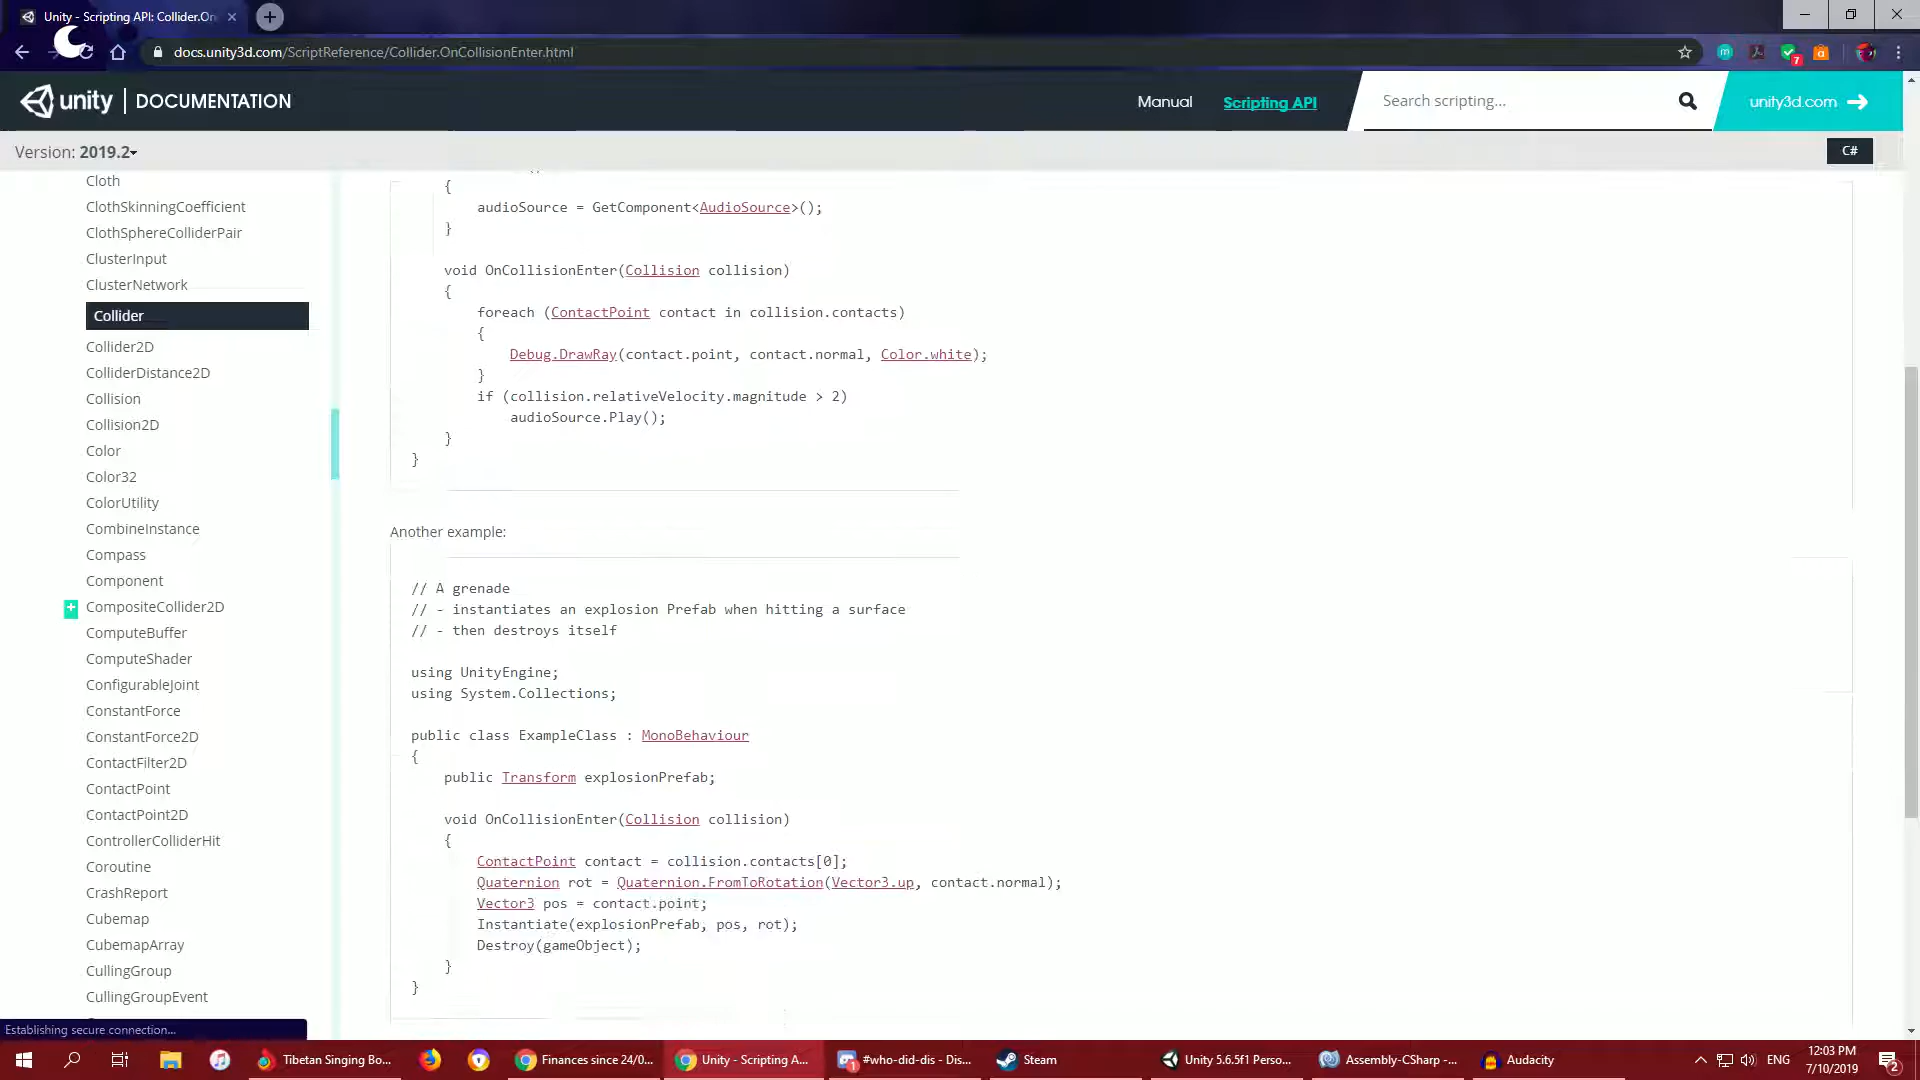 Unity - Scripting API: Collider.On
docs.unity3d.com/ScriptReference/Collider.OnCollisionEnter.html
7
unity | DOCUMENTATION
Manual
Scripting API
Search scripting...
unity3d.com
Version: 2019.2
C#
Cloth
ClothSkinningCoefficient
ClothSphereColliderPair
ClusterInput
ClusterNetwork
Collider
Collider2D
ColliderDistance2D
Collision
Collision2D
Color
Color32
ColorUtility
CombineInstance
Compass
Component
+ CompositeCollider2D
ComputeBuffer
ComputeShader
ConfigurableJoint
ConstantForce
ConstantForce2D
ContactFilter2D
ContactPoint
ContactPoint2D
ControllerColliderHit
Coroutine
CrashReport
Cubemap
CubemapArray
CullingGroup
CullingGroupEvent
{
audioSource = GetComponent<AudioSource>();
}
void OnCollisionEnter(Collision collision)
{
foreach (ContactPoint contact in collision.contacts)
{
Debug.DrawRay(contact.point, contact.normal, Color.white);
}
if (collision.relativeVelocity.magnitude > 2)
audioSource.Play();
}
}
Another example:
// A grenade
// - instantiates an explosion Prefab when hitting a surface
// - then destroys itself
using UnityEngine;
using System.Collections;
public class ExampleClass : MonoBehaviour
{
public Transform explosionPrefab;
void OnCollisionEnter(Collision collision)
{
ContactPoint contact = collision.contacts[0];
Quaternion rot = Quaternion.FromToRotation(Vector3.up, contact.normal);
Vector3 pos = contact.point;
Instantiate(explosionPrefab, pos, rot);
Destroy(gameObject);
}
}
Establishing secure connection...
Tibetan Singing Bo...
Finances since 24/0...
Unity - Scripting A...
1
#who-did-dis - Dis...
Steam
Unity 5.6.5f1 Perso...
Assembly-CSharp -...
Audacity
ENG
12:03 PM
7/10/2019
2